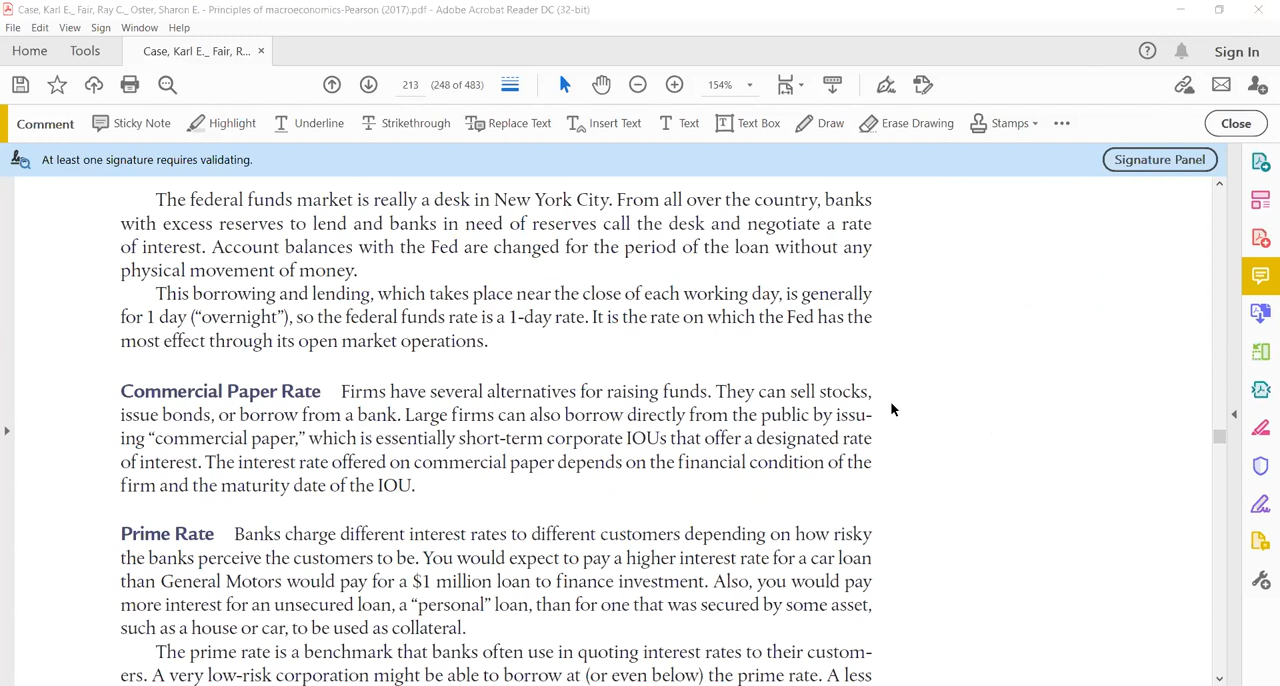 Case, Karl E._ Fair, Ray C._ Oster, Sharon E. - Principles of macroeconomics-Pearson (2017).pdf - Adobe Acrobat Reader DC (32-bit)
File Edit View Sign Window Help
Home Tools Case, Karl E._ Fair, R... × Sign In
213 (248 of 483) 154%
Comment Sticky Note Highlight Underline Strikethrough Replace Text Insert Text Text Text Box Draw Erase Drawing Stamps Close
At least one signature requires validating. Signature Panel
The federal funds market is really a desk in New York City. From all over the country, banks
with excess reserves to lend and banks in need of reserves call the desk and negotiate a rate
of interest. Account balances with the Fed are changed for the period of the loan without any
physical movement of money.
This borrowing and lending, which takes place near the close of each working day, is generally
for 1 day (“overnight”), so the federal funds rate is a 1-day rate. It is the rate on which the Fed has the
most effect through its open market operations.
Commercial Paper Rate Firms have several alternatives for raising funds. They can sell stocks,
issue bonds, or borrow from a bank. Large firms can also borrow directly from the public by issu-
ing “commercial paper,” which is essentially short-term corporate IOUs that offer a designated rate
of interest. The interest rate offered on commercial paper depends on the financial condition of the
firm and the maturity date of the IOU.
Prime Rate Banks charge different interest rates to different customers depending on how risky
the banks perceive the customers to be. You would expect to pay a higher interest rate for a car loan
than General Motors would pay for a $1 million loan to finance investment. Also, you would pay
more interest for an unsecured loan, a “personal” loan, than for one that was secured by some asset,
such as a house or car, to be used as collateral.
The prime rate is a benchmark that banks often use in quoting interest rates to their custom-
ers. A very low-risk corporation might be able to borrow at (or even below) the prime rate. A less